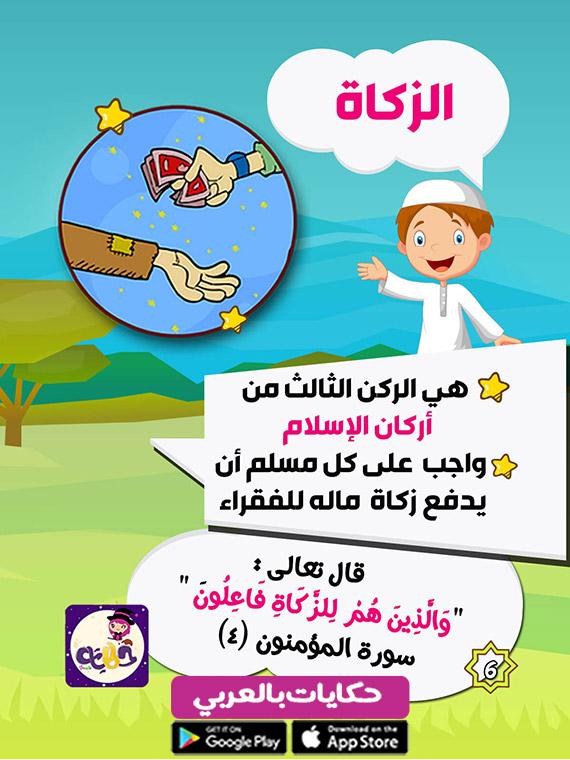 الزكاة
هي الركن الثالث من
أركان الإسلام
واجب على كل مسلم أن
يدفع زكاة ماله للفقراء
قال تعالى :
"وَالَّذِينَ هُمْ لِلزَّكَاةِ فَاعِلُونَ "
سورة المؤمنون (٤)
6
حكايات بالعربي
GET IT ON
Google Play
Download on the
App Store